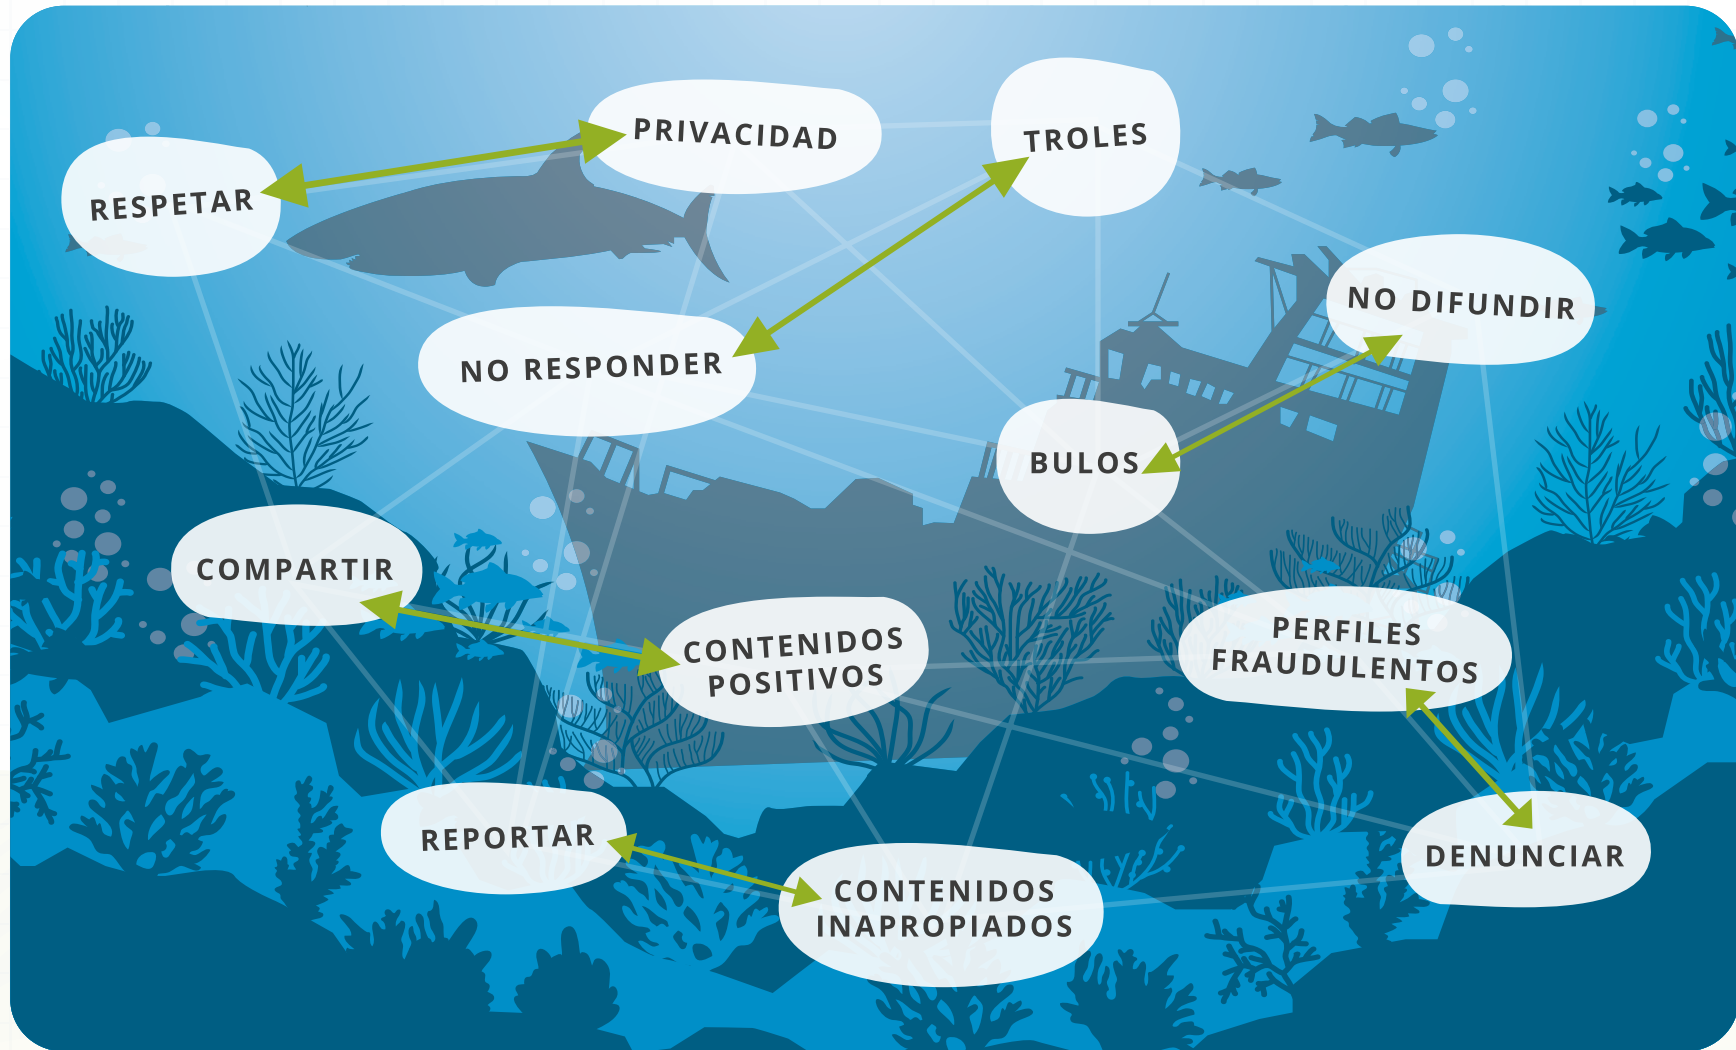 PRIVACIDAD
TROLES
RESPETAR
NO DIFUNDIR
NO RESPONDER
BULOS
COMPARTIR
CONTENIDOS
POSITIVOS
PERFILES
FRAUDULENTOS
REPORTAR
DENUNCIAR
CONTENIDOS
INAPROPIADOS